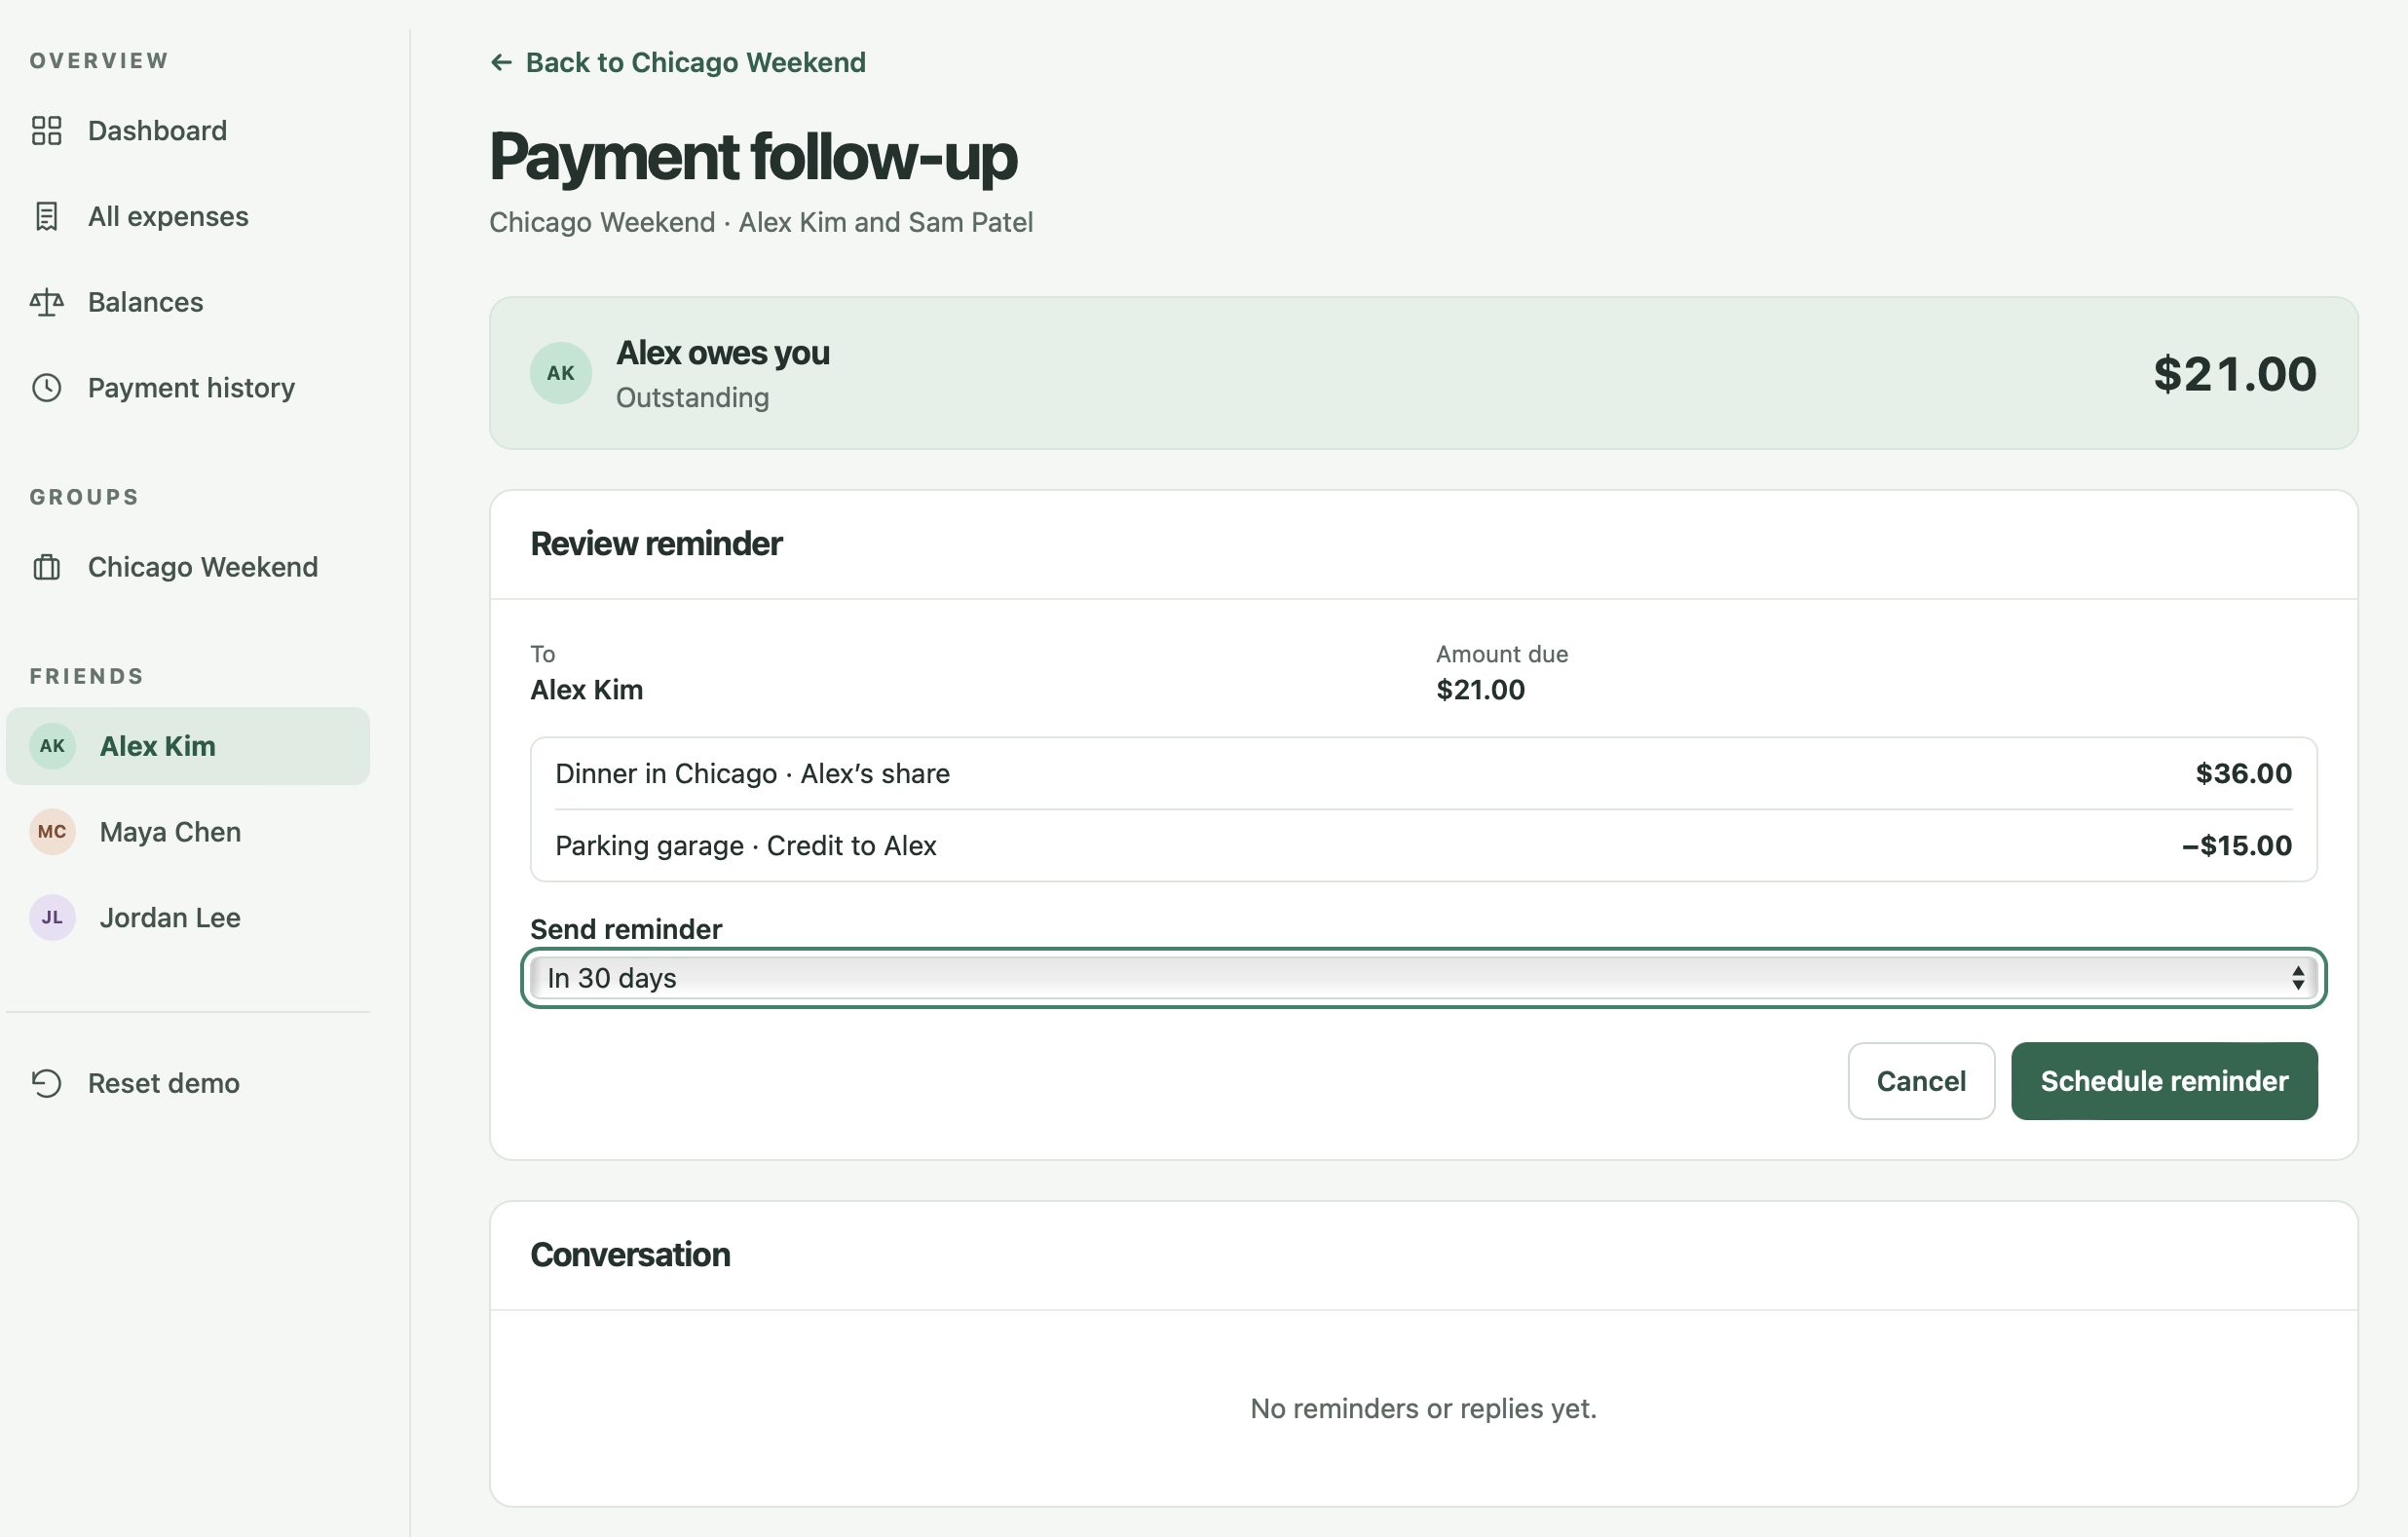 OVERVIEW
Dashboard
All expenses
Balances
Payment history
GROUPS
Chicago Weekend
FRIENDS
AK Alex Kim
MC Maya Chen
JL Jordan Lee
Reset demo
← Back to Chicago Weekend
Payment follow-up
Chicago Weekend · Alex Kim and Sam Patel
AK
Alex owes you
Outstanding
$21.00
Review reminder
To
Alex Kim
Amount due
$21.00
Dinner in Chicago · Alex’s share $36.00
Parking garage · Credit to Alex –$15.00
Send reminder
In 30 days
Cancel
Schedule reminder
Conversation
No reminders or replies yet.